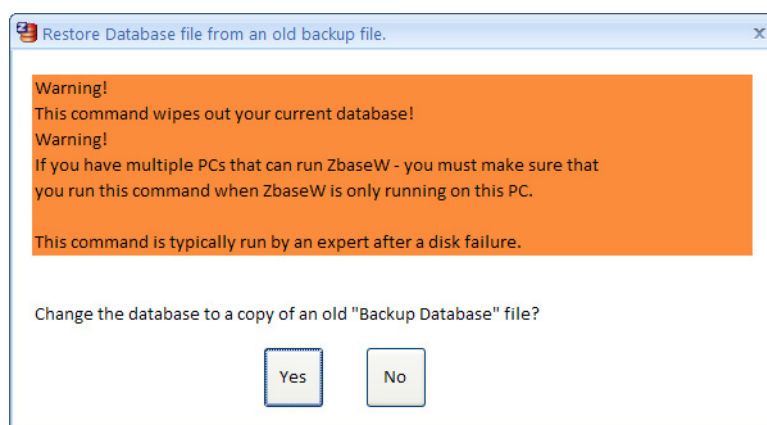 Restore Database file from an old backup file.
Warning!
This command wipes out your current database!
Warning!
If you have multiple PCs that can run ZbaseW - you must make sure that
you run this command when ZbaseW is only running on this PC.
This command is typically run by an expert after a disk failure.
Change the database to a copy of an old "Backup Database" file?
Yes No